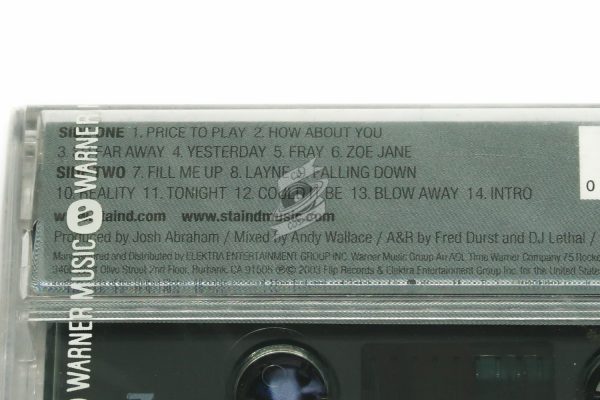 SIDE ONE 1. PRICE TO PLAY 2. HOW ABOUT YOU
3. SO FAR AWAY 4. YESTERDAY 5. FRAY 6. ZOE JANE
SIDE TWO 7. FILL ME UP 8. LAYNE 9. FALLING DOWN
10. REALITY 11. TONIGHT 12. COULD IT BE 13. BLOW AWAY 14. INTRO
www.staind.com www.staindmusic.com
Produced by Josh Abraham / Mixed by Andy Wallace / A&R by Fred Durst and DJ Lethal /
Manufactured and Distributed by ELEKTRA ENTERTAINMENT GROUP INC. Warner Music Group An AOL Time Warner Company 75 Rocke
Olive Street 2nd Floor, Burbank, CA 91505 ℗© 2003 Flip Records & Elektra Entertainment Group Inc. for the United States
WARNER MUSIC WARNER
0